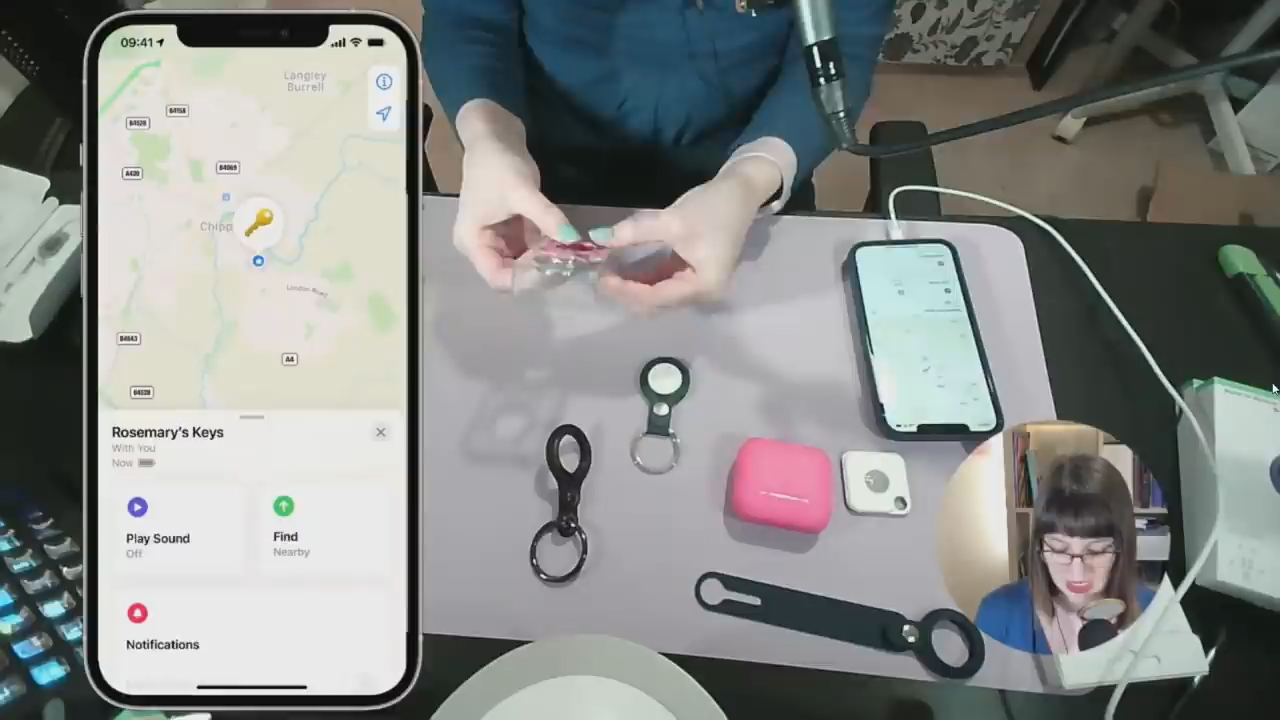 09:41
Langley
Burrell
B4158
B4528
B4069
A420
Chipp
London Road
B4643
A4
B4528
Rosemary's Keys
With You
Now
Play Sound
Off
Find
Nearby
Notifications